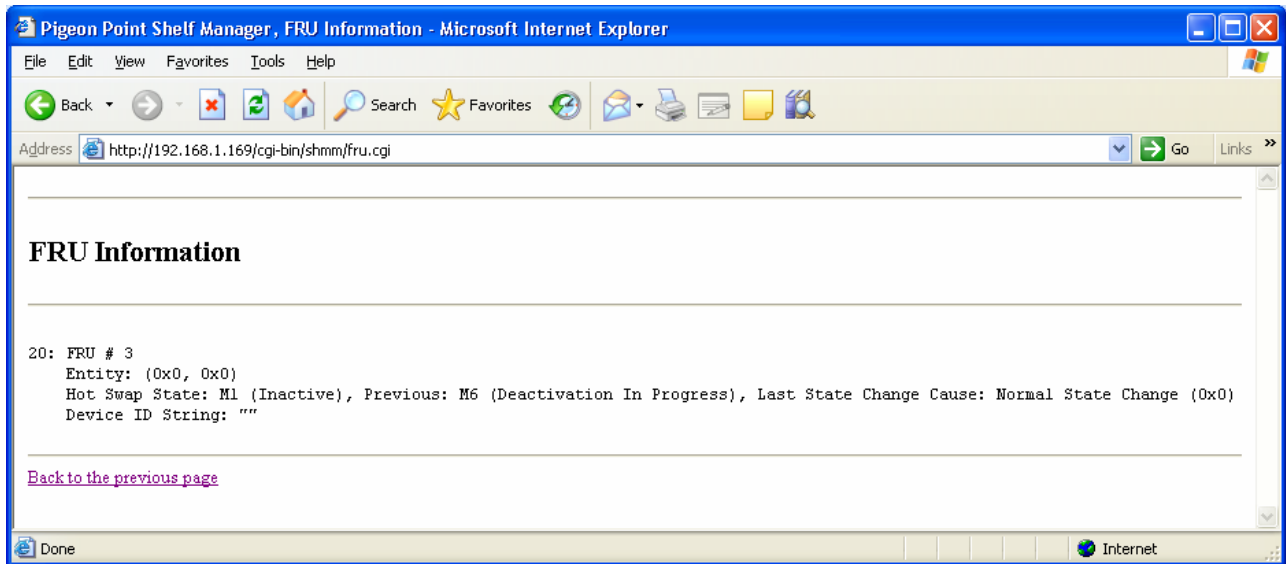 Pigeon Point Shelf Manager, FRU Information - Microsoft Internet Explorer
File Edit View Favorites Tools Help
Back Search Favorites
Address http://192.168.1.169/cgi-bin/shmm/fru.cgi Go Links »
FRU Information
20: FRU # 3
Entity: (0x0, 0x0)
Hot Swap State: M1 (Inactive), Previous: M6 (Deactivation In Progress), Last State Change Cause: Normal State Change (0x0)
Device ID String: ""
Back to the previous page
Done Internet